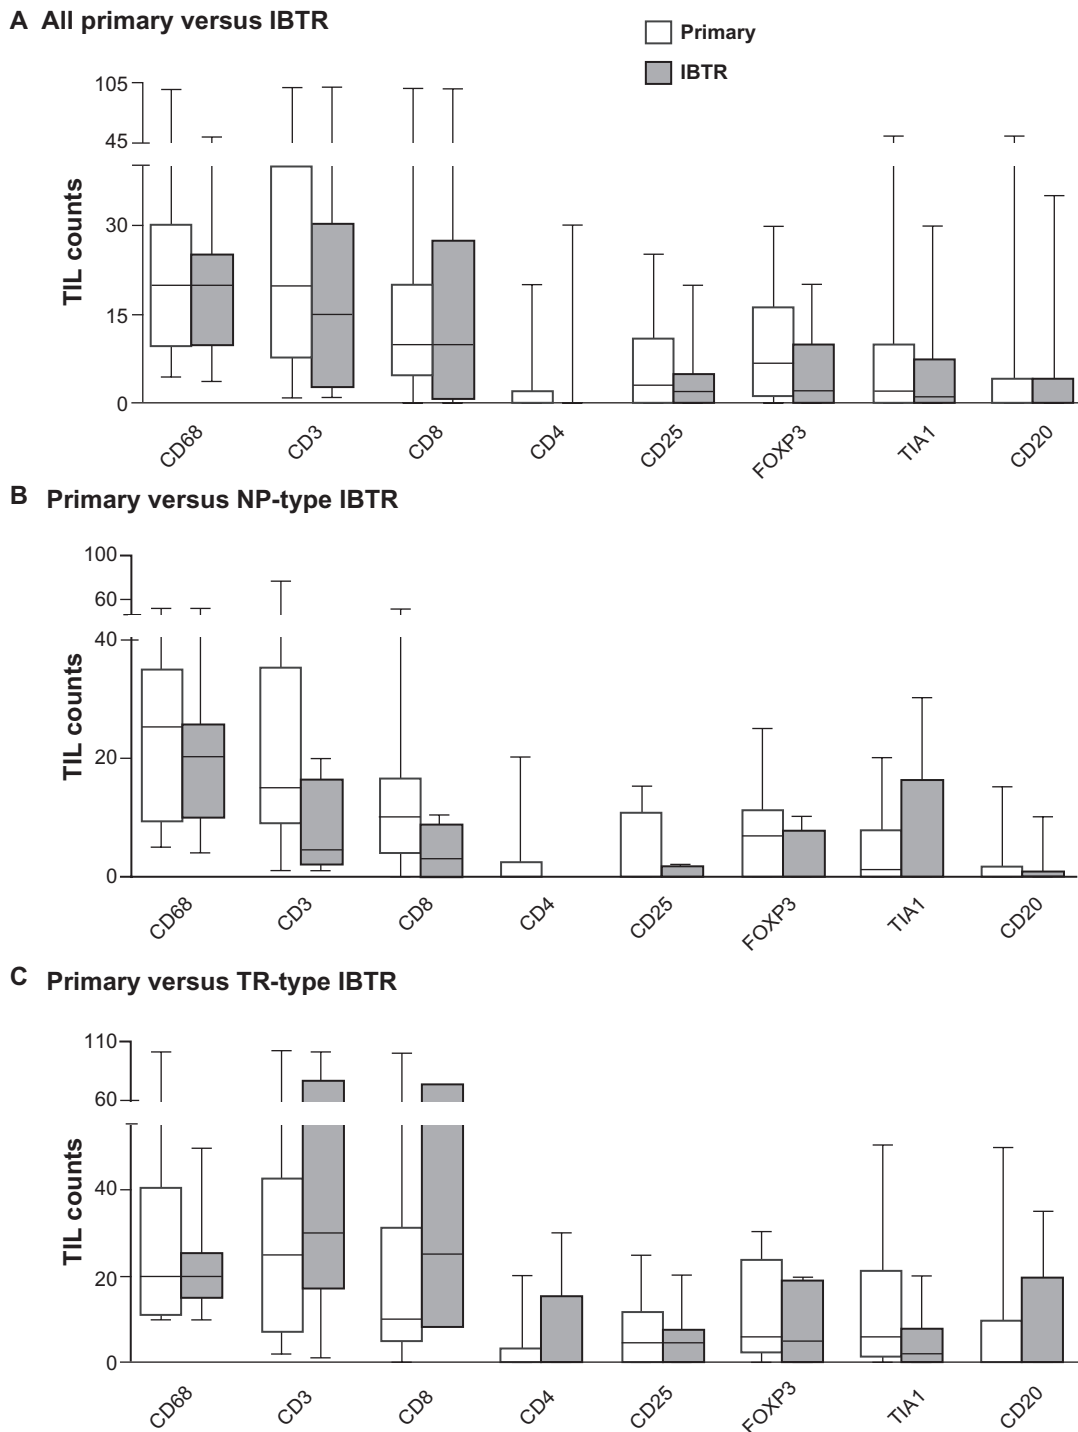 A All primary versus IBTR
Primary
IBTR
105
45
30
15
0
TIL counts
CD68
CD3
CD8
CD4
CD25
FOXP3
TIA1
CD20
B Primary versus NP-type IBTR
100
60
40
20
0
TIL counts
CD68
CD3
CD8
CD4
CD25
FOXP3
TIA1
CD20
C Primary versus TR-type IBTR
110
60
40
20
0
TIL counts
CD68
CD3
CD8
CD4
CD25
FOXP3
TIA1
CD20